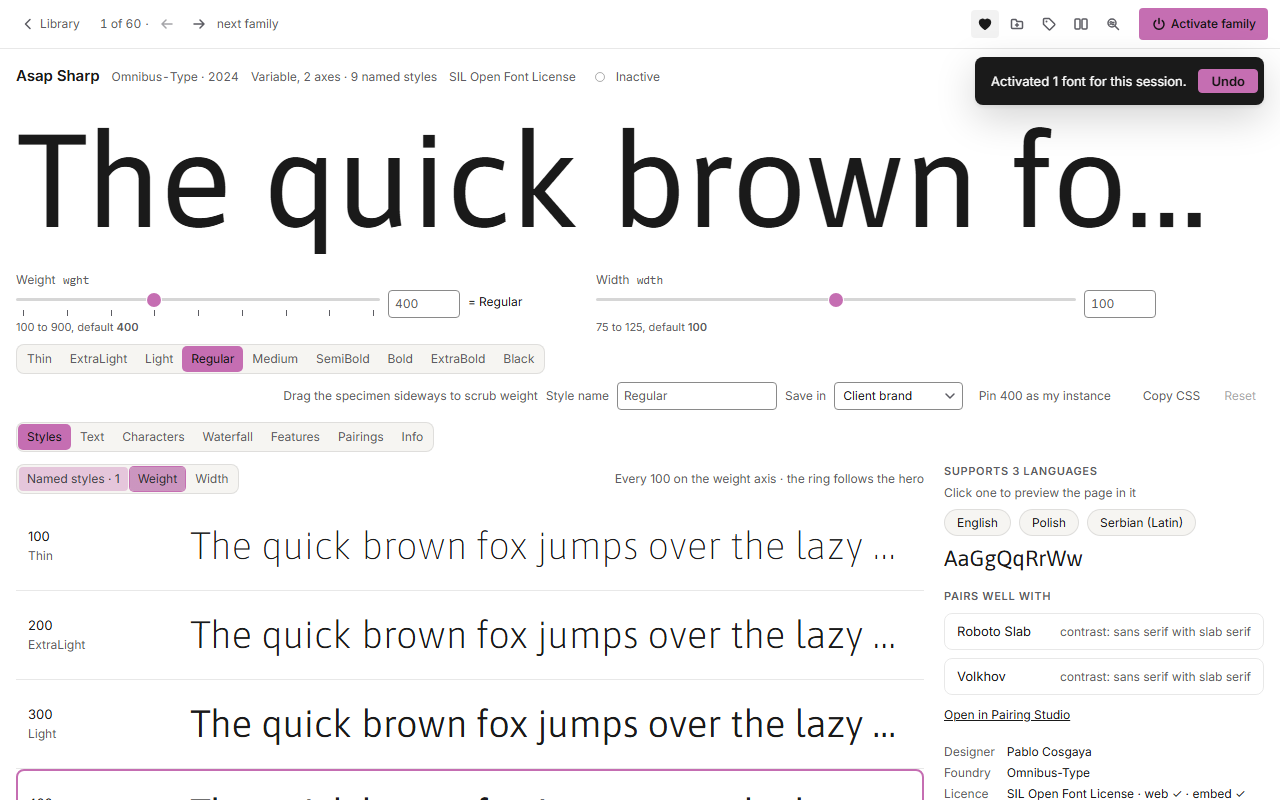 Library 1 of 60 · next family Activate family
Asap Sharp Omnibus-Type · 2024 Variable, 2 axes · 9 named styles SIL Open Font License Inactive
Activated 1 font for this session. Undo
The quick brown fo...
Weight wght Width wdth
400 = Regular 100
100 to 900, default 400 75 to 125, default 100
Thin ExtraLight Light Regular Medium SemiBold Bold ExtraBold Black
Drag the specimen sideways to scrub weight Style name Regular Save in Client brand Pin 400 as my instance Copy CSS Reset
Styles Text Characters Waterfall Features Pairings Info
Named styles · 1 Weight Width Every 100 on the weight axis · the ring follows the hero
100
Thin
The quick brown fox jumps over the lazy ...
200
ExtraLight
The quick brown fox jumps over the lazy ...
300
Light
The quick brown fox jumps over the lazy ...
SUPPORTS 3 LANGUAGES
Click one to preview the page in it
English Polish Serbian (Latin)
AaGgQqRrWw
PAIRS WELL WITH
Roboto Slab contrast: sans serif with slab serif
Volkhov contrast: sans serif with slab serif
Open in Pairing Studio
Designer Pablo Cosgaya
Foundry Omnibus-Type
Licence SIL Open Font License · web ✓ · embed ✓